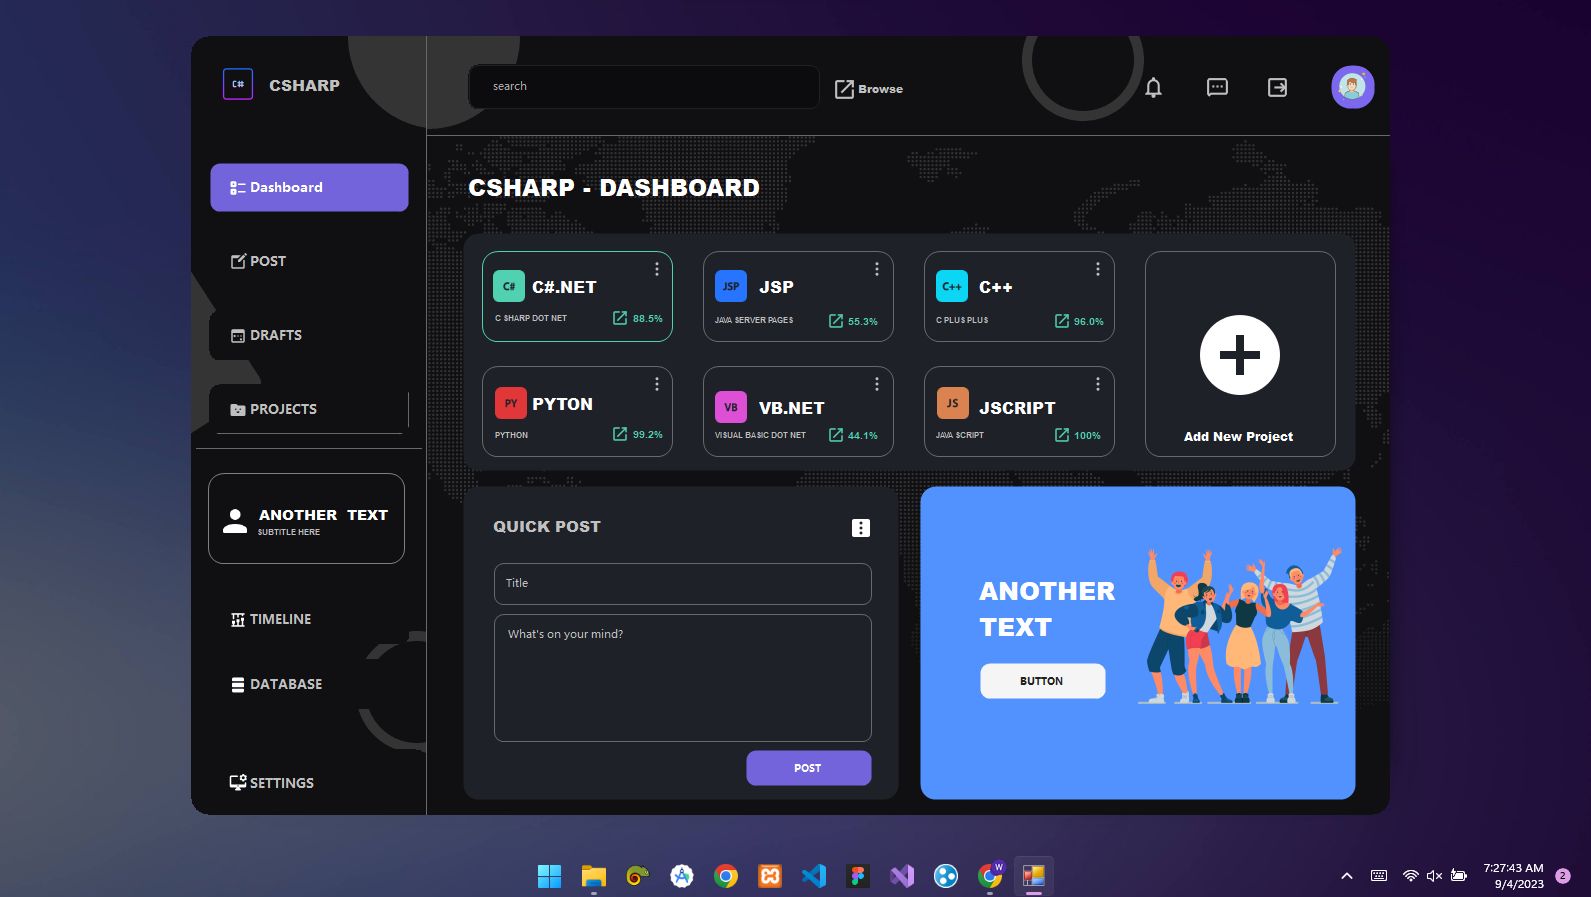 C#
CSHARP
search
Browse
Dashboard
CSHARP - DASHBOARD
POST
DRAFTS
PROJECTS
C#
C#.NET
C SHARP DOT NET
88.5%
JSP
JSP
JAVA SERVER PAGES
55.3%
C++
C++
C PLUS PLUS
96.0%
PY
PYTON
PYTHON
99.2%
VB
VB.NET
VISUAL BASIC DOT NET
44.1%
JS
JSCRIPT
JAVA SCRIPT
100%
Add New Project
ANOTHER TEXT
SUBTITLE HERE
TIMELINE
DATABASE
SETTINGS
QUICK POST
Title
What's on your mind?
POST
ANOTHER
TEXT
BUTTON
W
7:27:43 AM
9/4/2023
2